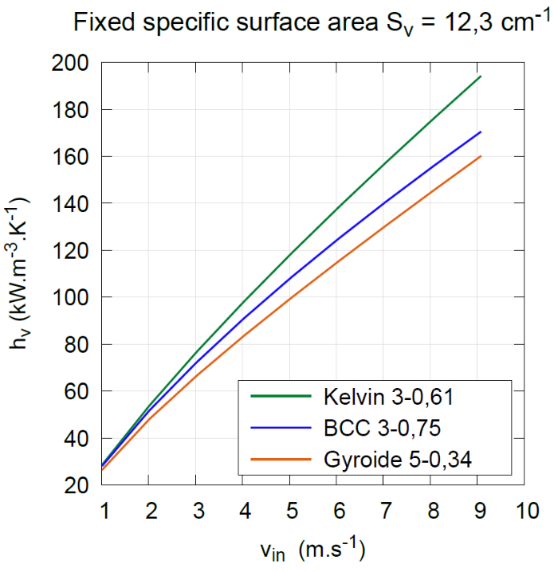 Fixed specific surface area Sᵥ = 12,3 cm⁻¹
hᵥ (kW.m⁻³.K⁻¹)
200
180
160
140
120
100
80
60
40
20
Kelvin 3-0,61
BCC 3-0,75
Gyroide 5-0,34
1 2 3 4 5 6 7 8 9 10
vᵢₙ (m.s⁻¹)